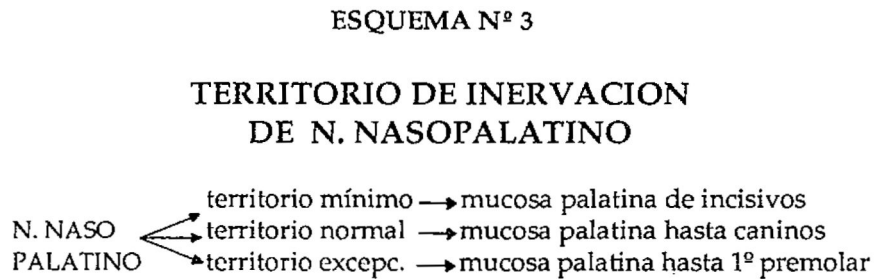 ESQUEMA Nº 3
TERRITORIO DE INERVACION
DE N. NASOPALATINO
territorio mínimo → mucosa palatina de incisivos
N. NASO territorio normal → mucosa palatina hasta caninos
PALATINO territorio excepc. → mucosa palatina hasta 1º premolar